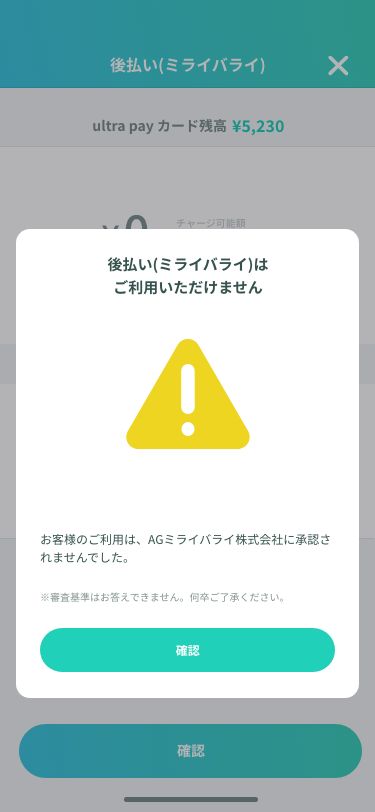 後払い(ミライバライ)
ultra pay カード残高 ¥5,230
¥0
チャージ可能額
後払い(ミライバライ)は
ご利用いただけません
お客様のご利用は、AGミライバライ株式会社に承認さ
れませんでした。
※審査基準はお答えできません。何卒ご了承ください。
確認
確認